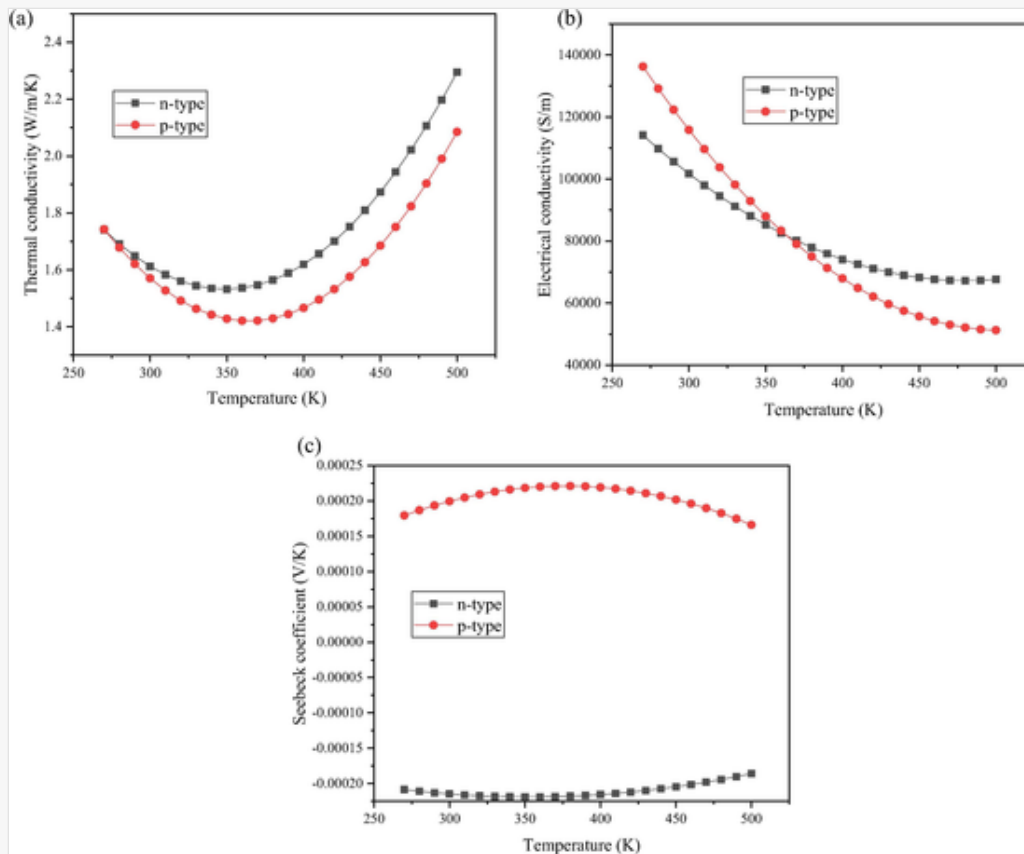 (a)
2.4
2.2
2.0
1.8
1.6
1.4
250
300
350
400
450
500
Thermal conductivity (W/m/K)
Temperature (K)
n-type
p-type
(b)
140000
120000
100000
80000
60000
40000
250
300
350
400
450
500
Electrical conductivity (S/m)
Temperature (K)
n-type
p-type
(c)
0.00025
0.00020
0.00015
0.00010
0.00005
0.00000
-0.00005
-0.00010
-0.00015
-0.00020
250
300
350
400
450
500
Seebeck coefficient (V/K)
Temperature (K)
n-type
p-type